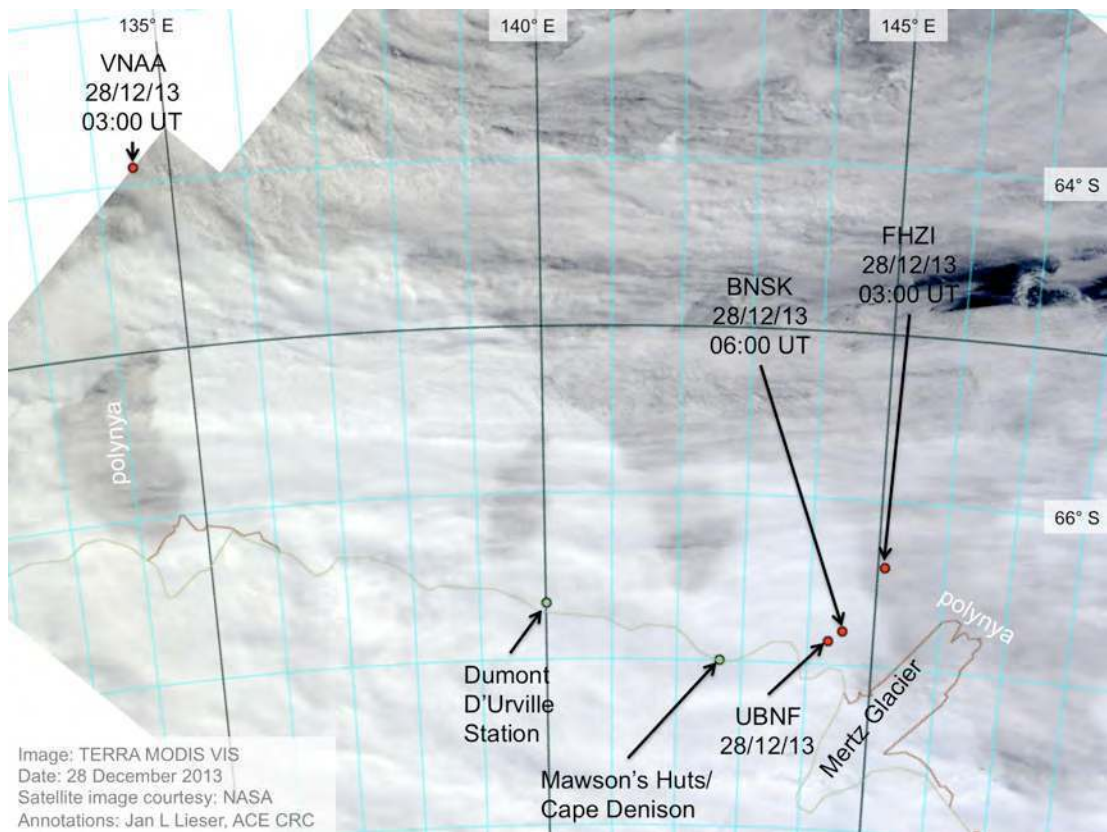 135° E
140° E
145° E
VNAA
28/12/13
03:00 UT
64° S
FHZI
28/12/13
03:00 UT
BNSK
28/12/13
06:00 UT
polynya
66° S
polynya
Dumont
D'Urville
Station
UBNF
28/12/13
Mertz Glacier
Mawson's Huts/
Cape Denison
Image: TERRA MODIS VIS
Date: 28 December 2013
Satellite image courtesy: NASA
Annotations: Jan L Lieser, ACE CRC